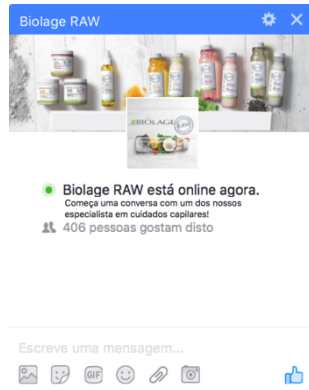 Biolage RAW
BIOLAGE
RAW
Biolage RAW está online agora.
Começa uma conversa com um dos nossos
especialista em cuidados capilares!
406 pessoas gostam disto
Escreve uma mensagem...
GIF